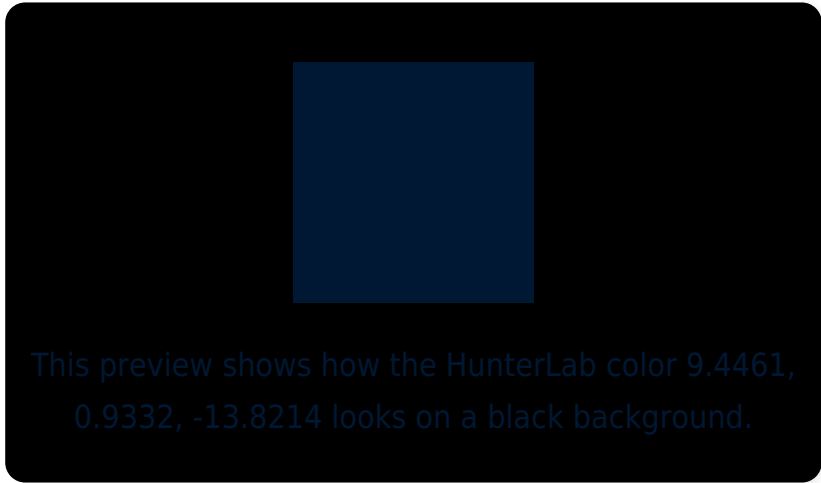 This preview shows how the HunterLab color 9.4461,
0.9332, -13.8214 looks on a black background.